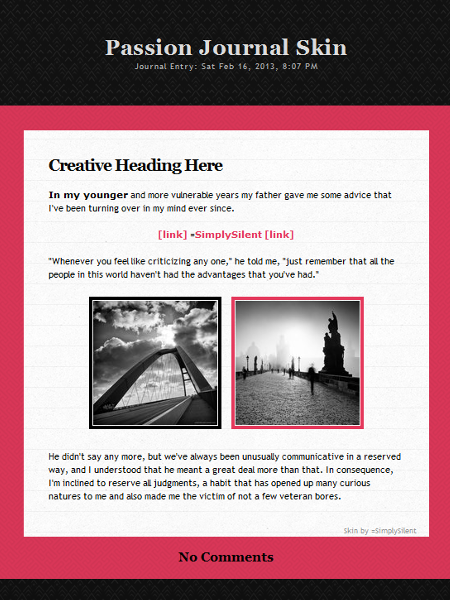 Passion Journal Skin
Journal Entry: Sat Feb 16, 2013, 8:07 PM
Creative Heading Here
In my younger and more vulnerable years my father gave me some advice that
I've been turning over in my mind ever since.
[link] =SimplySilent [link]
"Whenever you feel like criticizing any one," he told me, "just remember that all the
people in this world haven't had the advantages that you've had."
He didn't say any more, but we've always been unusually communicative in a reserved
way, and I understood that he meant a great deal more than that. In consequence,
I'm inclined to reserve all judgments, a habit that has opened up many curious
natures to me and also made me the victim of not a few veteran bores.
Skin by =SimplySilent
No Comments